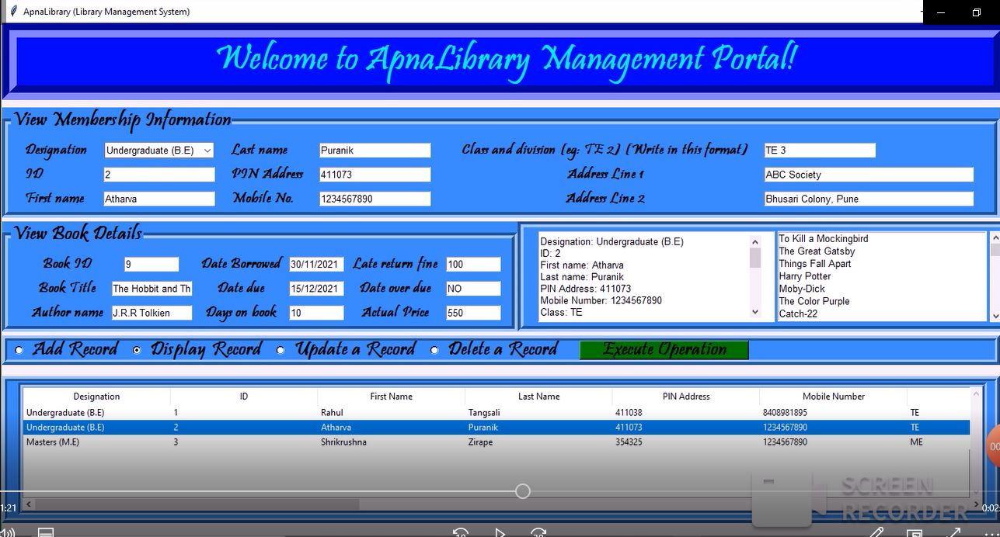 ApnaLibrary (Library Management System)
Welcome to ApnaLibrary Management Portal!
View Membership Information
Designation Undergraduate (B.E) Last name Puranik Class and division (eg: TE 2) (Write in this format) TE 3
ID 2 PIN Address 411073 Address Line 1 ABC Society
First name Atharva Mobile No. 1234567890 Address Line 2 Bhusari Colony, Pune
View Book Details
Book ID 9 Date Borrowed 30/11/2021 Late return fine 100
Book Title The Hobbit and Th Date due 15/12/2021 Date over due NO
Author name J.R.R Tolkien Days on book 10 Actual Price 550
Designation: Undergraduate (B.E)
ID: 2
First name: Atharva
Last name: Puranik
PIN Address: 411073
Mobile Number: 1234567890
Class: TE
To Kill a Mockingbird
The Great Gatsby
Things Fall Apart
Harry Potter
Moby-Dick
The Color Purple
Catch-22
Add Record Display Record Update a Record Delete a Record Execute Operation
Designation ID First Name Last Name PIN Address Mobile Number
Undergraduate (B.E) 1 Rahul Tangsali 411038 8408981895 TE
Undergraduate (B.E) 2 Atharva Puranik 411073 1234567890 TE
Masters (M.E) 3 Shrikrushna Zirape 354325 1234567890 ME
00
SCREEN
RECORDER
1:21 0:02
10 30